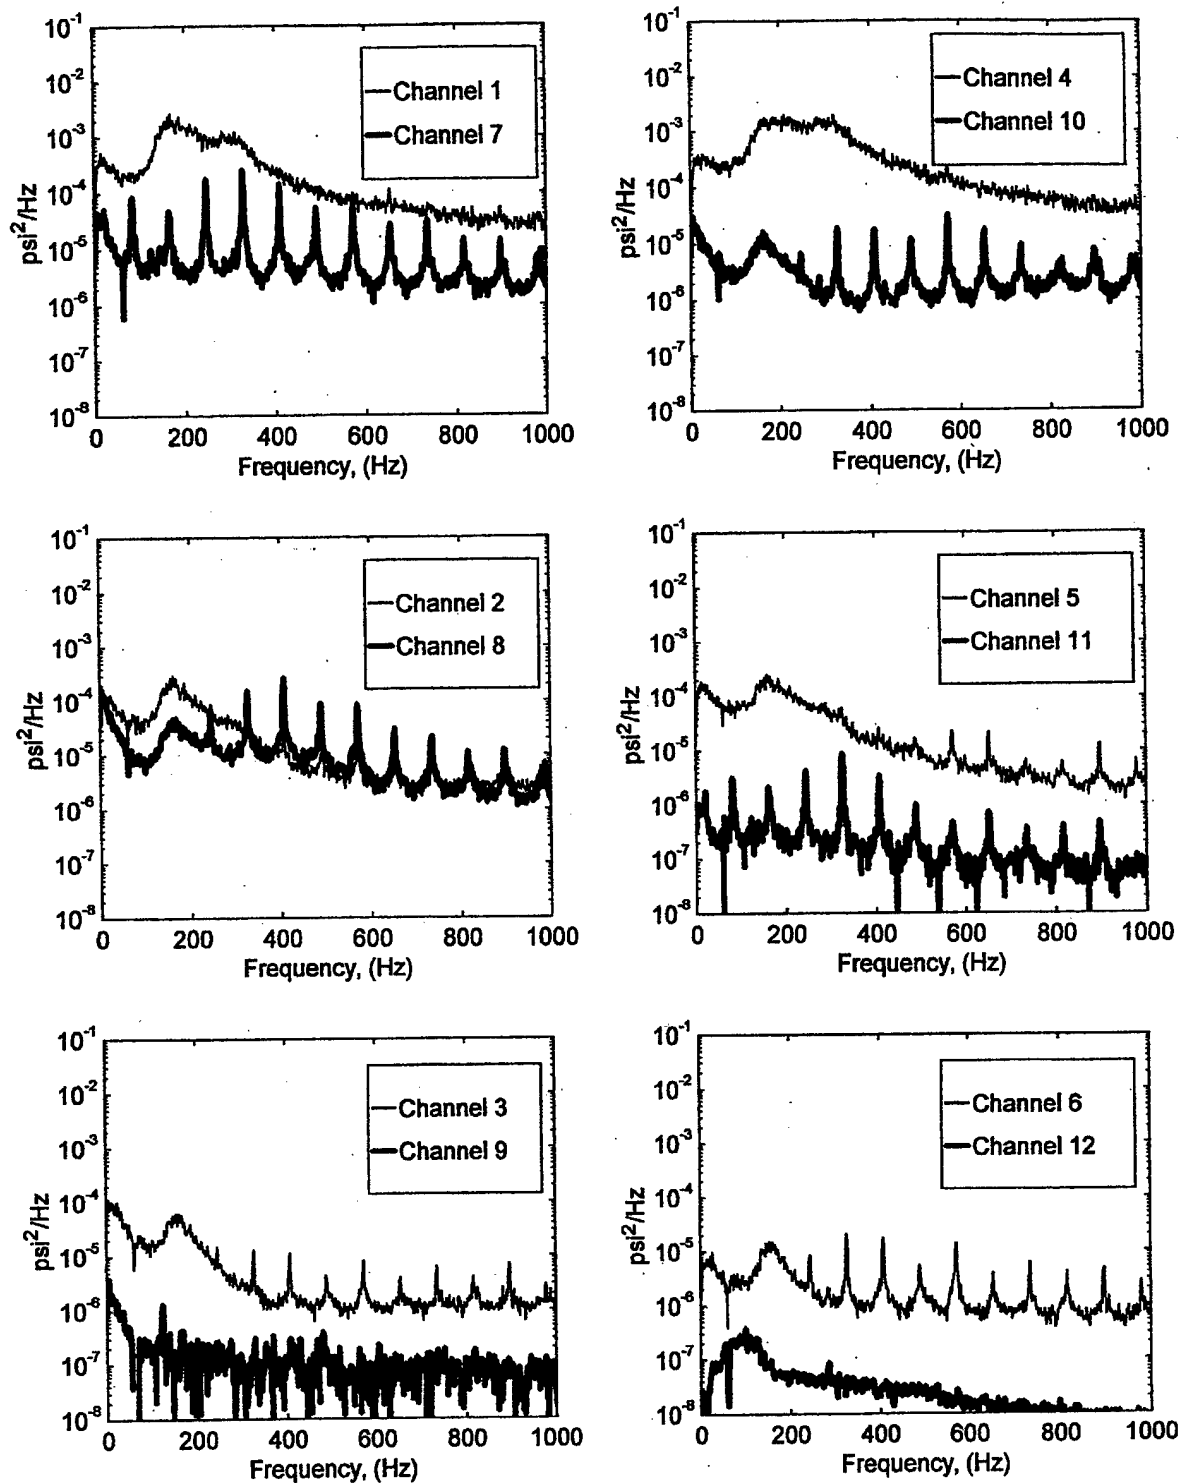 10-1
10-2
10-3
10-4
10-5
10-6
10-7
10-8
psi2/Hz
Channel 1
Channel 7
0 200 400 600 800 1000
Frequency, (Hz)
10-1
10-2
10-3
10-4
10-5
10-6
10-7
10-8
psi2/Hz
Channel 4
Channel 10
0 200 400 600 800 1000
Frequency, (Hz)
10-1
10-2
10-3
10-4
10-5
10-6
10-7
10-8
psi2/Hz
Channel 2
Channel 8
0 200 400 600 800 1000
Frequency, (Hz)
10-1
10-2
10-3
10-4
10-5
10-6
10-7
10-8
psi2/Hz
Channel 5
Channel 11
0 200 400 600 800 1000
Frequency, (Hz)
10-1
10-2
10-3
10-4
10-5
10-6
10-7
10-8
psi2/Hz
Channel 3
Channel 9
0 200 400 600 800 1000
Frequency, (Hz)
10-1
10-2
10-3
10-4
10-5
10-6
10-7
10-8
psi2/Hz
Channel 6
Channel 12
0 200 400 600 800 1000
Frequency, (Hz)